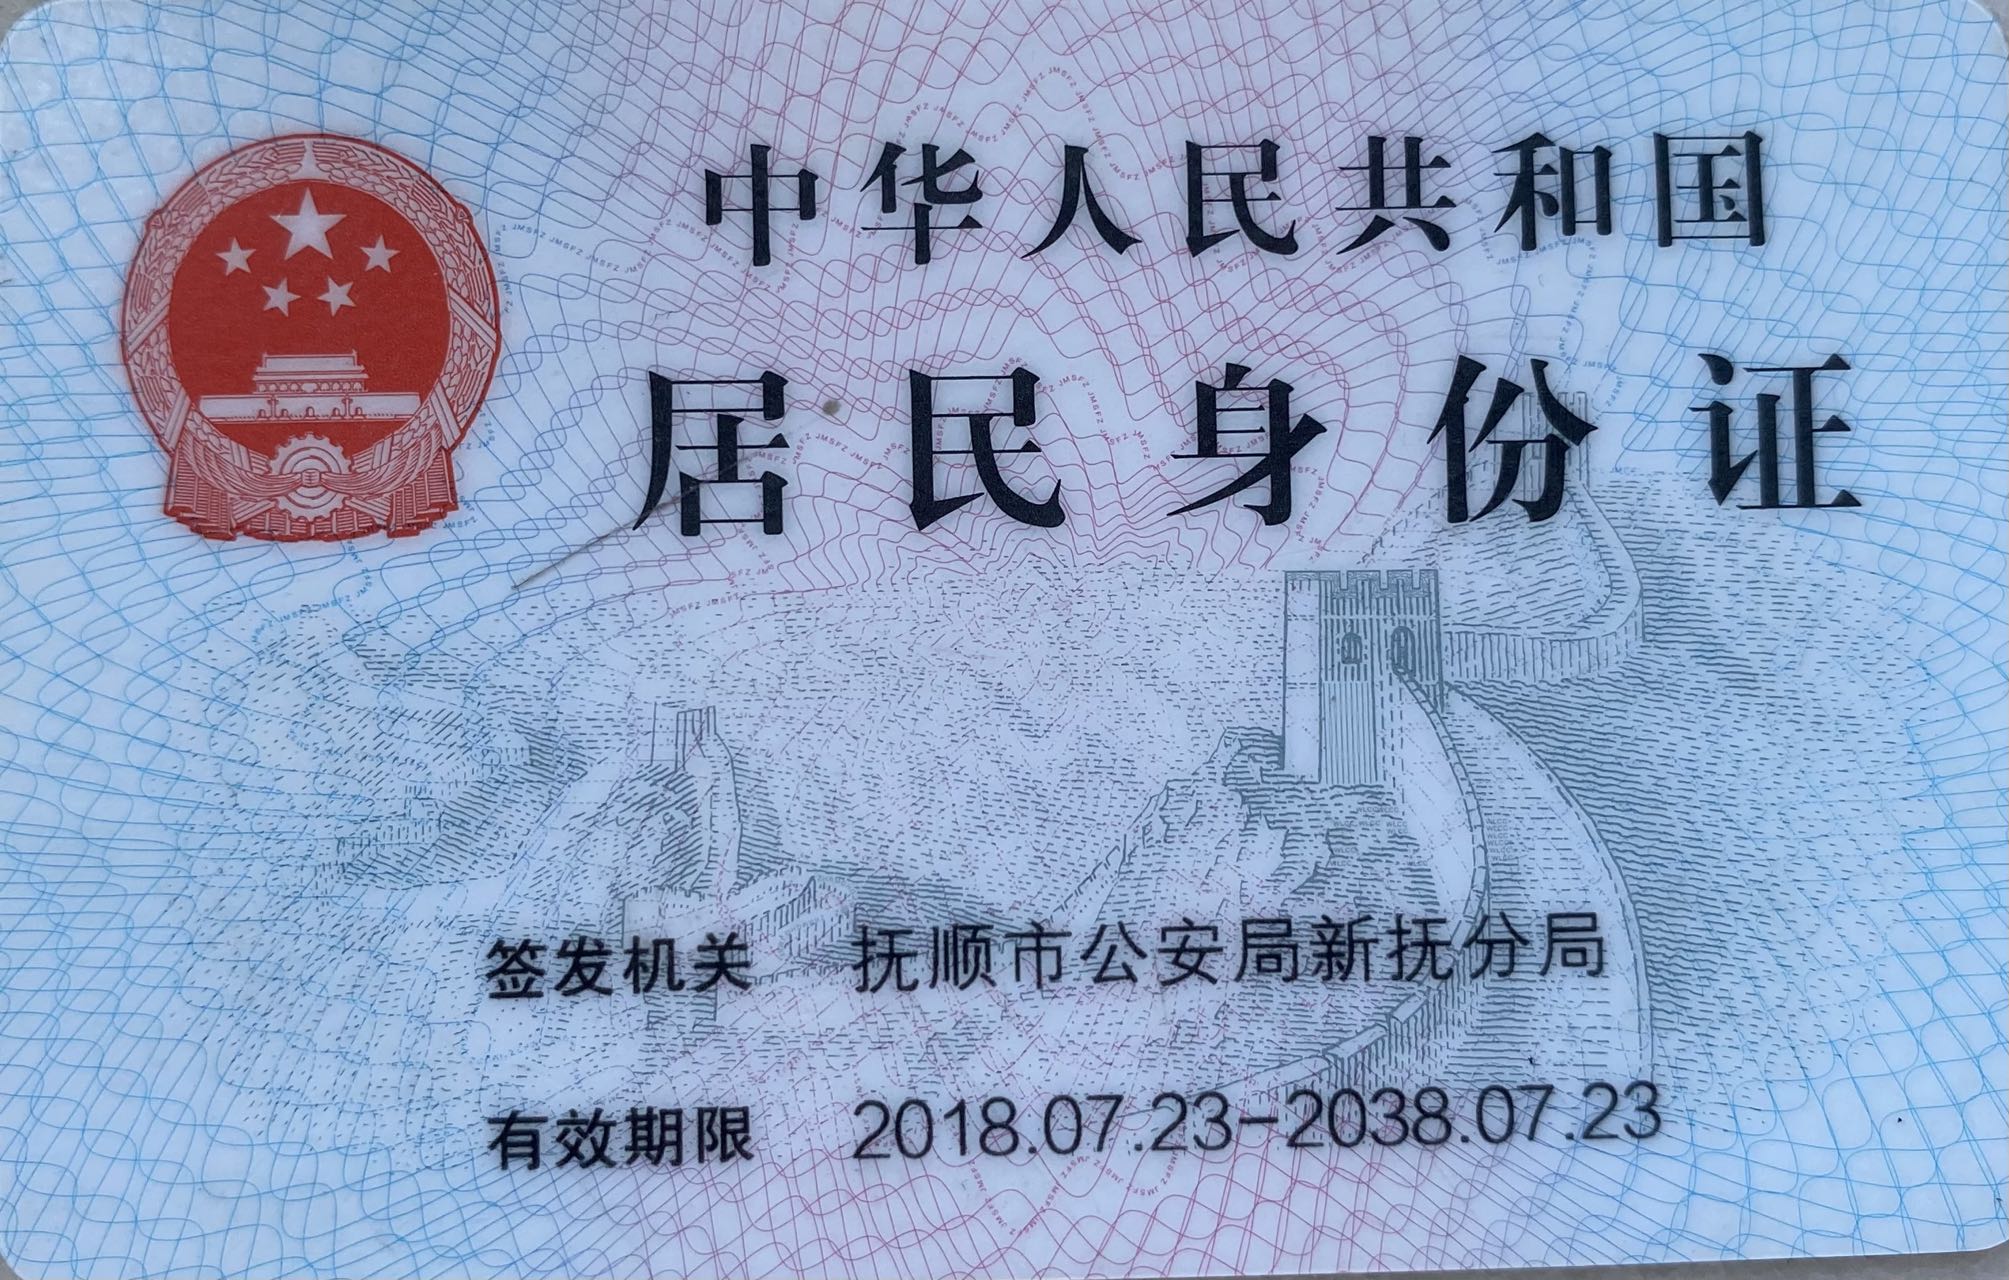 中华人民共和国
居民身份证
签发机关 抚顺市公安局新抚分局
有效期限 2018.07.23-2038.07.23